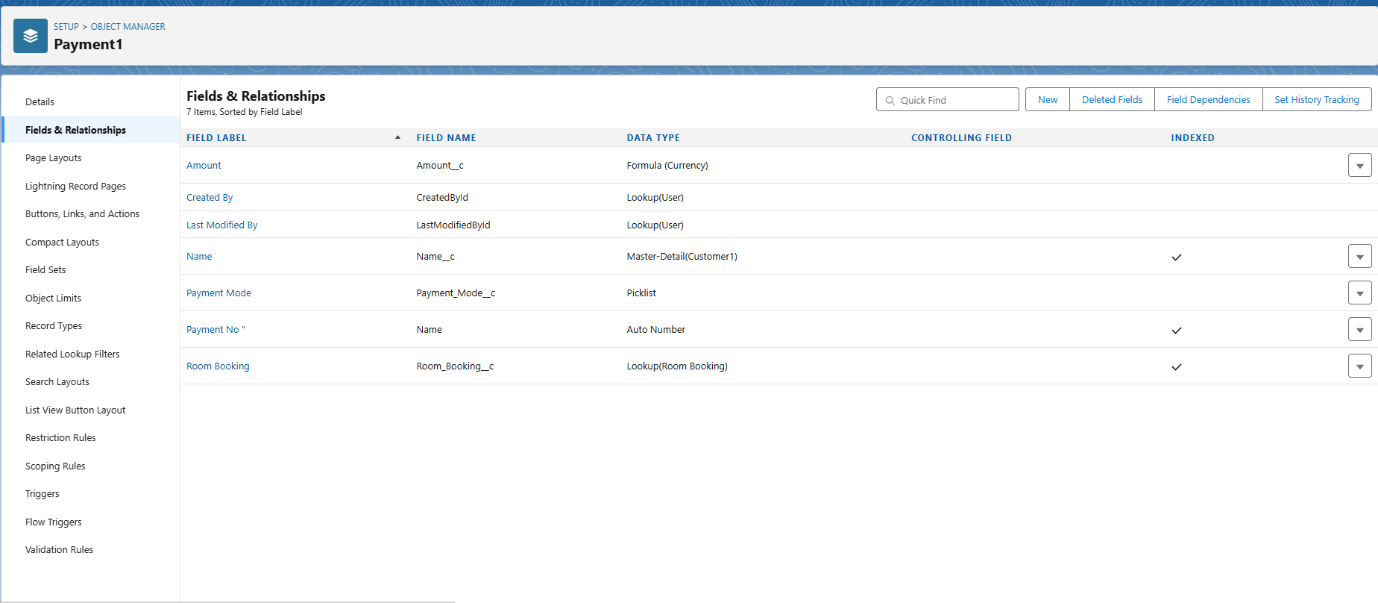 SETUP > OBJECT MANAGER
Payment1
Details
Fields & Relationships
Page Layouts
Lightning Record Pages
Buttons, Links, and Actions
Compact Layouts
Field Sets
Object Limits
Record Types
Related Lookup Filters
Search Layouts
List View Button Layout
Restriction Rules
Scoping Rules
Triggers
Flow Triggers
Validation Rules
Fields & Relationships
7 Items, Sorted by Field Label
Quick Find
New Deleted Fields Field Dependencies Set History Tracking
FIELD LABEL FIELD NAME DATA TYPE CONTROLLING FIELD INDEXED
Amount Amount__c Formula (Currency)
Created By CreatedById Lookup(User)
Last Modified By LastModifiedById Lookup(User)
Name Name__c Master-Detail(Customer1)
Payment Mode Payment_Mode__c Picklist
Payment No " Name Auto Number
Room Booking Room_Booking__c Lookup(Room Booking)